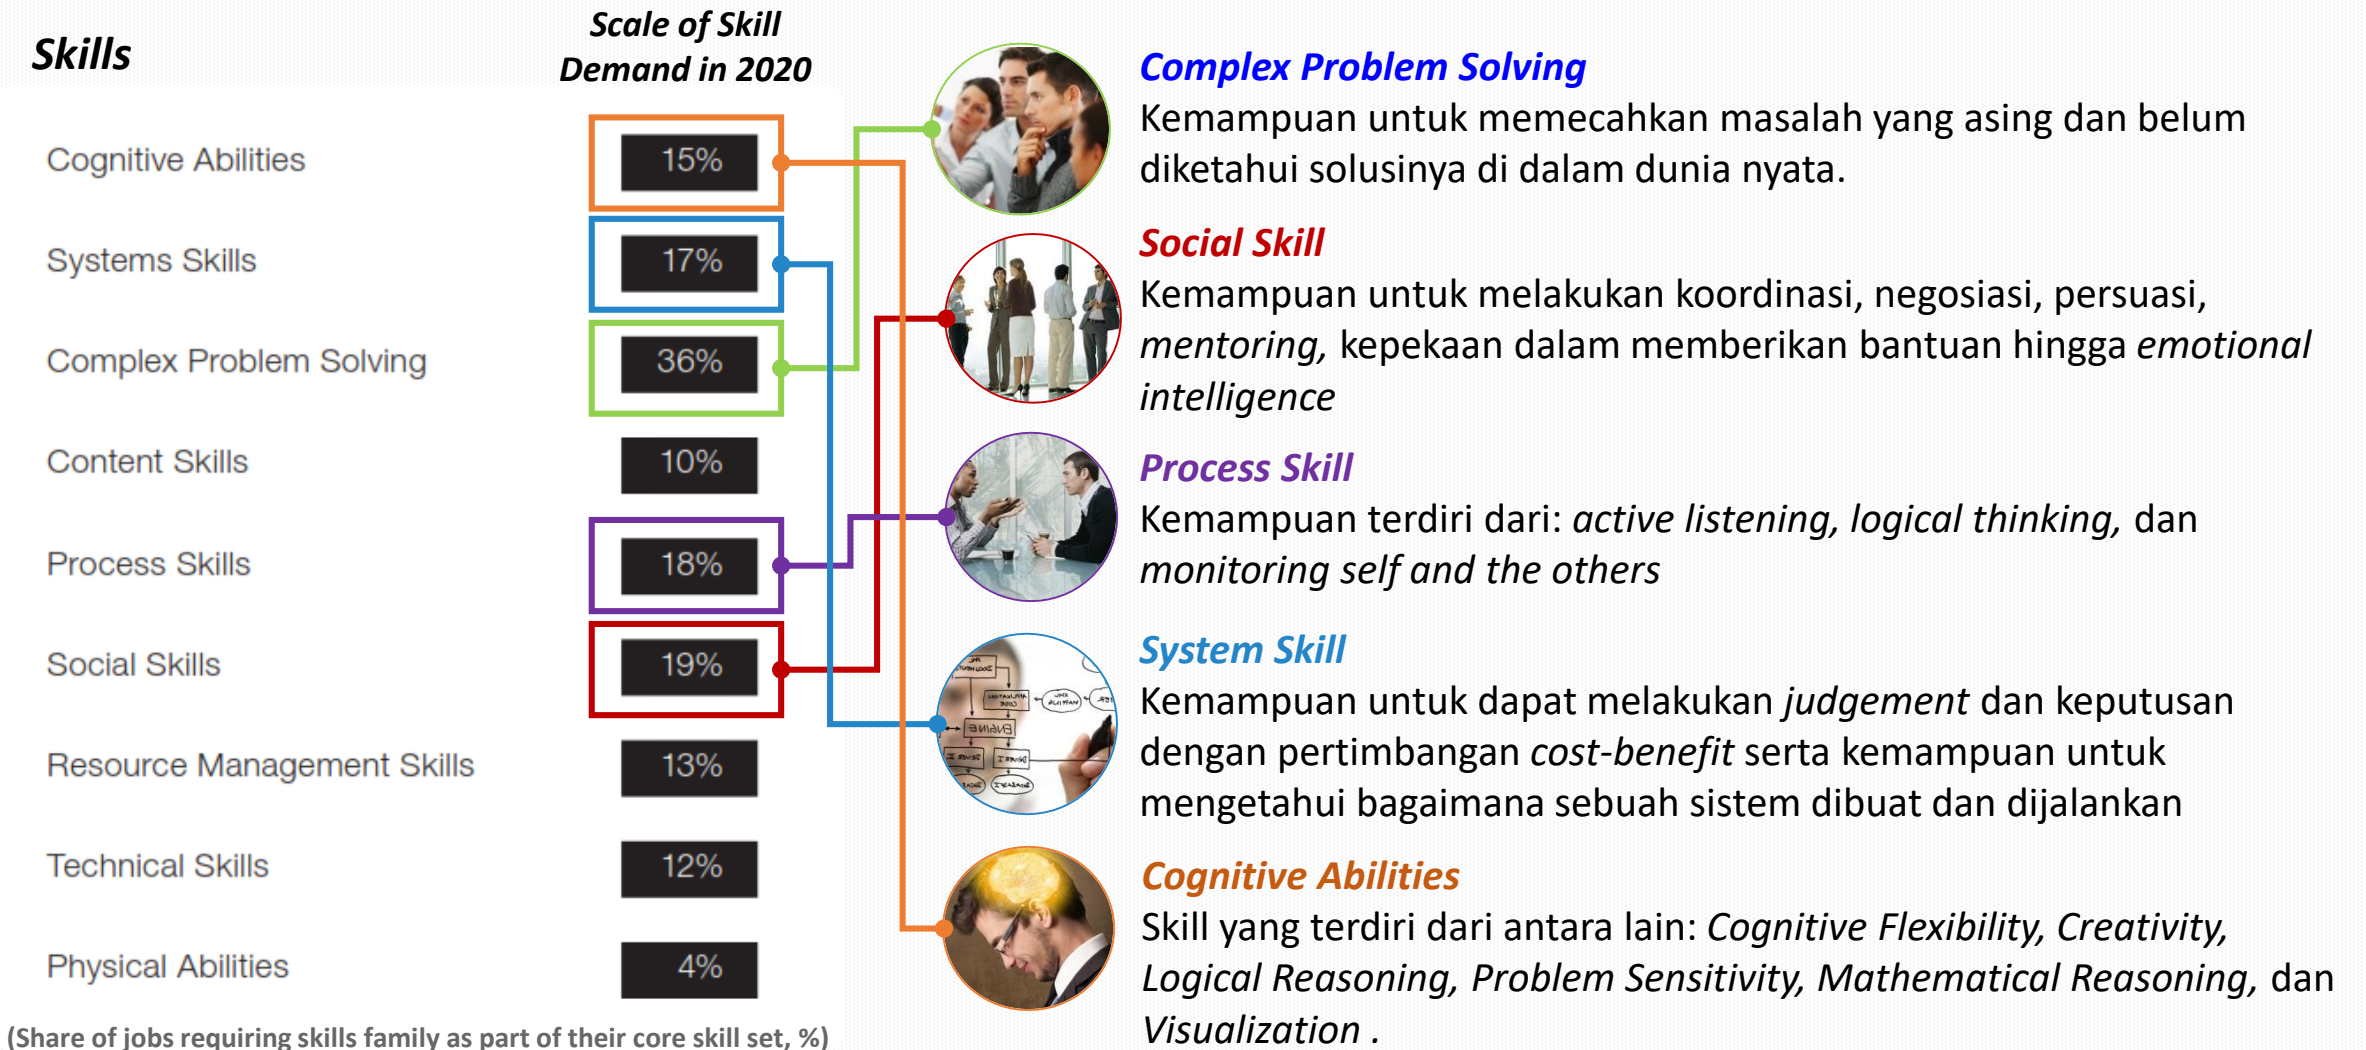 Skills
Scale of Skill
Demand in 2020
Cognitive Abilities 15%
Systems Skills 17%
Complex Problem Solving 36%
Content Skills 10%
Process Skills 18%
Social Skills 19%
Resource Management Skills 13%
Technical Skills 12%
Physical Abilities 4%
(Share of jobs requiring skills family as part of their core skill set, %)
Complex Problem Solving
Kemampuan untuk memecahkan masalah yang asing dan belum
diketahui solusinya di dalam dunia nyata.
Social Skill
Kemampuan untuk melakukan koordinasi, negosiasi, persuasi,
mentoring, kepekaan dalam memberikan bantuan hingga emotional
intelligence
Process Skill
Kemampuan terdiri dari: active listening, logical thinking, dan
monitoring self and the others
System Skill
Kemampuan untuk dapat melakukan judgement dan keputusan
dengan pertimbangan cost-benefit serta kemampuan untuk
mengetahui bagaimana sebuah sistem dibuat dan dijalankan
Cognitive Abilities
Skill yang terdiri dari antara lain: Cognitive Flexibility, Creativity,
Logical Reasoning, Problem Sensitivity, Mathematical Reasoning, dan
Visualization .